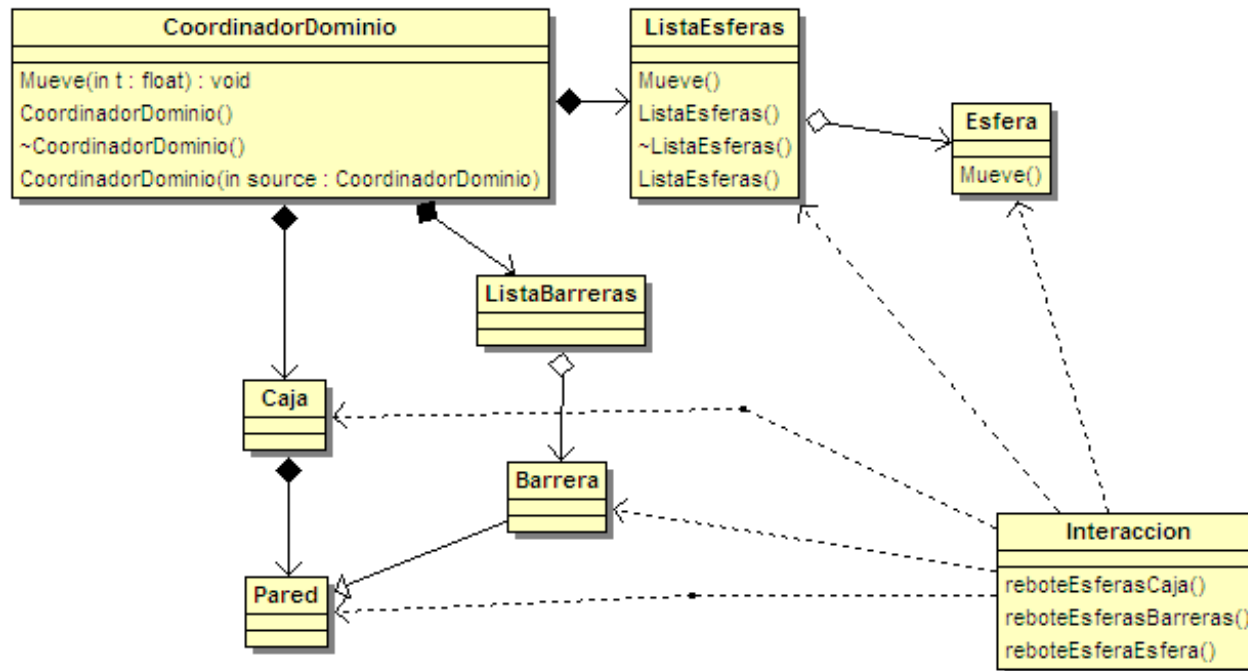 CoordinadorDominio
Mueve(in t : float) : void
CoordinadorDominio()
~CoordinadorDominio()
CoordinadorDominio(in source : CoordinadorDominio)
ListaEsferas
Mueve()
ListaEsferas()
~ListaEsferas()
ListaEsferas()
Esfera
Mueve()
ListaBarreras
Caja
Barrera
Pared
Interaccion
reboteEsferasCaja()
reboteEsferasBarreras()
reboteEsferaEsfera()